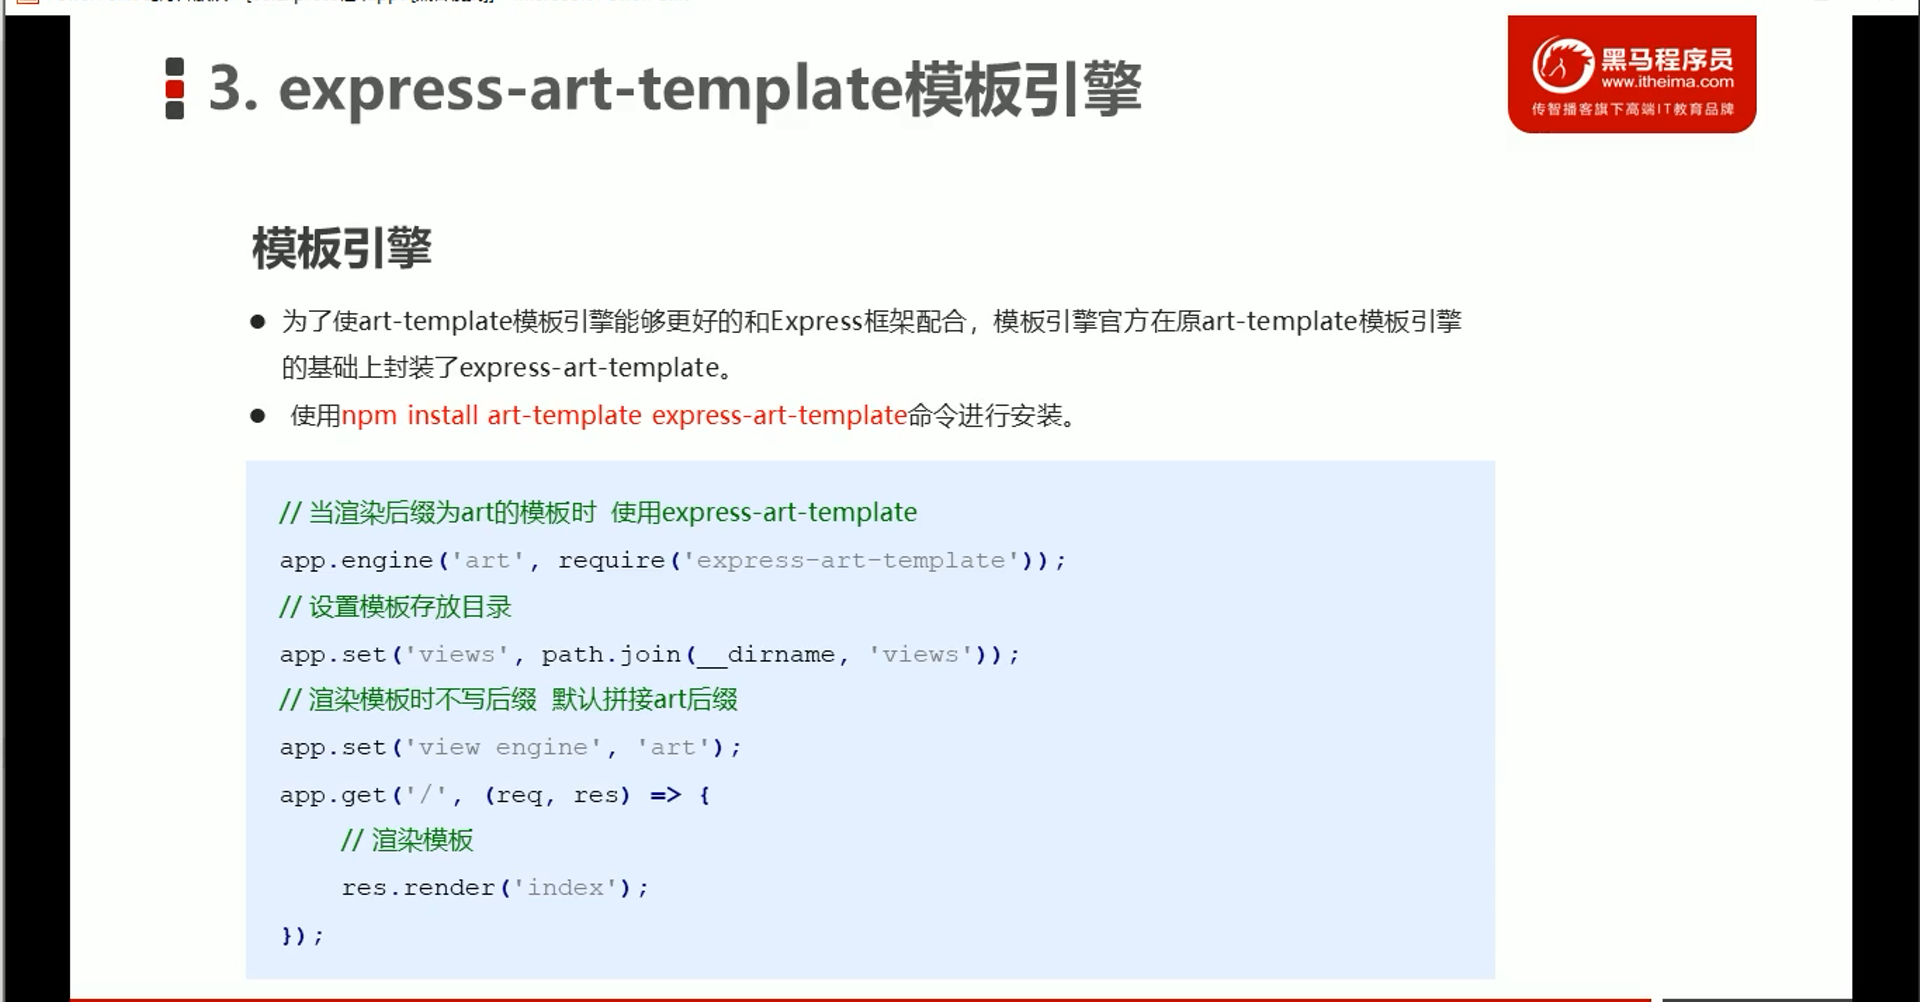 3. express-art-template模板引擎
黑马程序员
www.itheima.com
传智播客旗下高端IT教育品牌
模板引擎
● 为了使art-template模板引擎能够更好的和Express框架配合，模板引擎官方在原art-template模板引擎
的基础上封装了express-art-template。
● 使用npm install art-template express-art-template命令进行安装。
// 当渲染后缀为art的模板时 使用express-art-template
app.engine('art', require('express-art-template'));
// 设置模板存放目录
app.set('views', path.join(__dirname, 'views'));
// 渲染模板时不写后缀 默认拼接art后缀
app.set('view engine', 'art');
app.get('/', (req, res) => {
// 渲染模板
res.render('index');
});